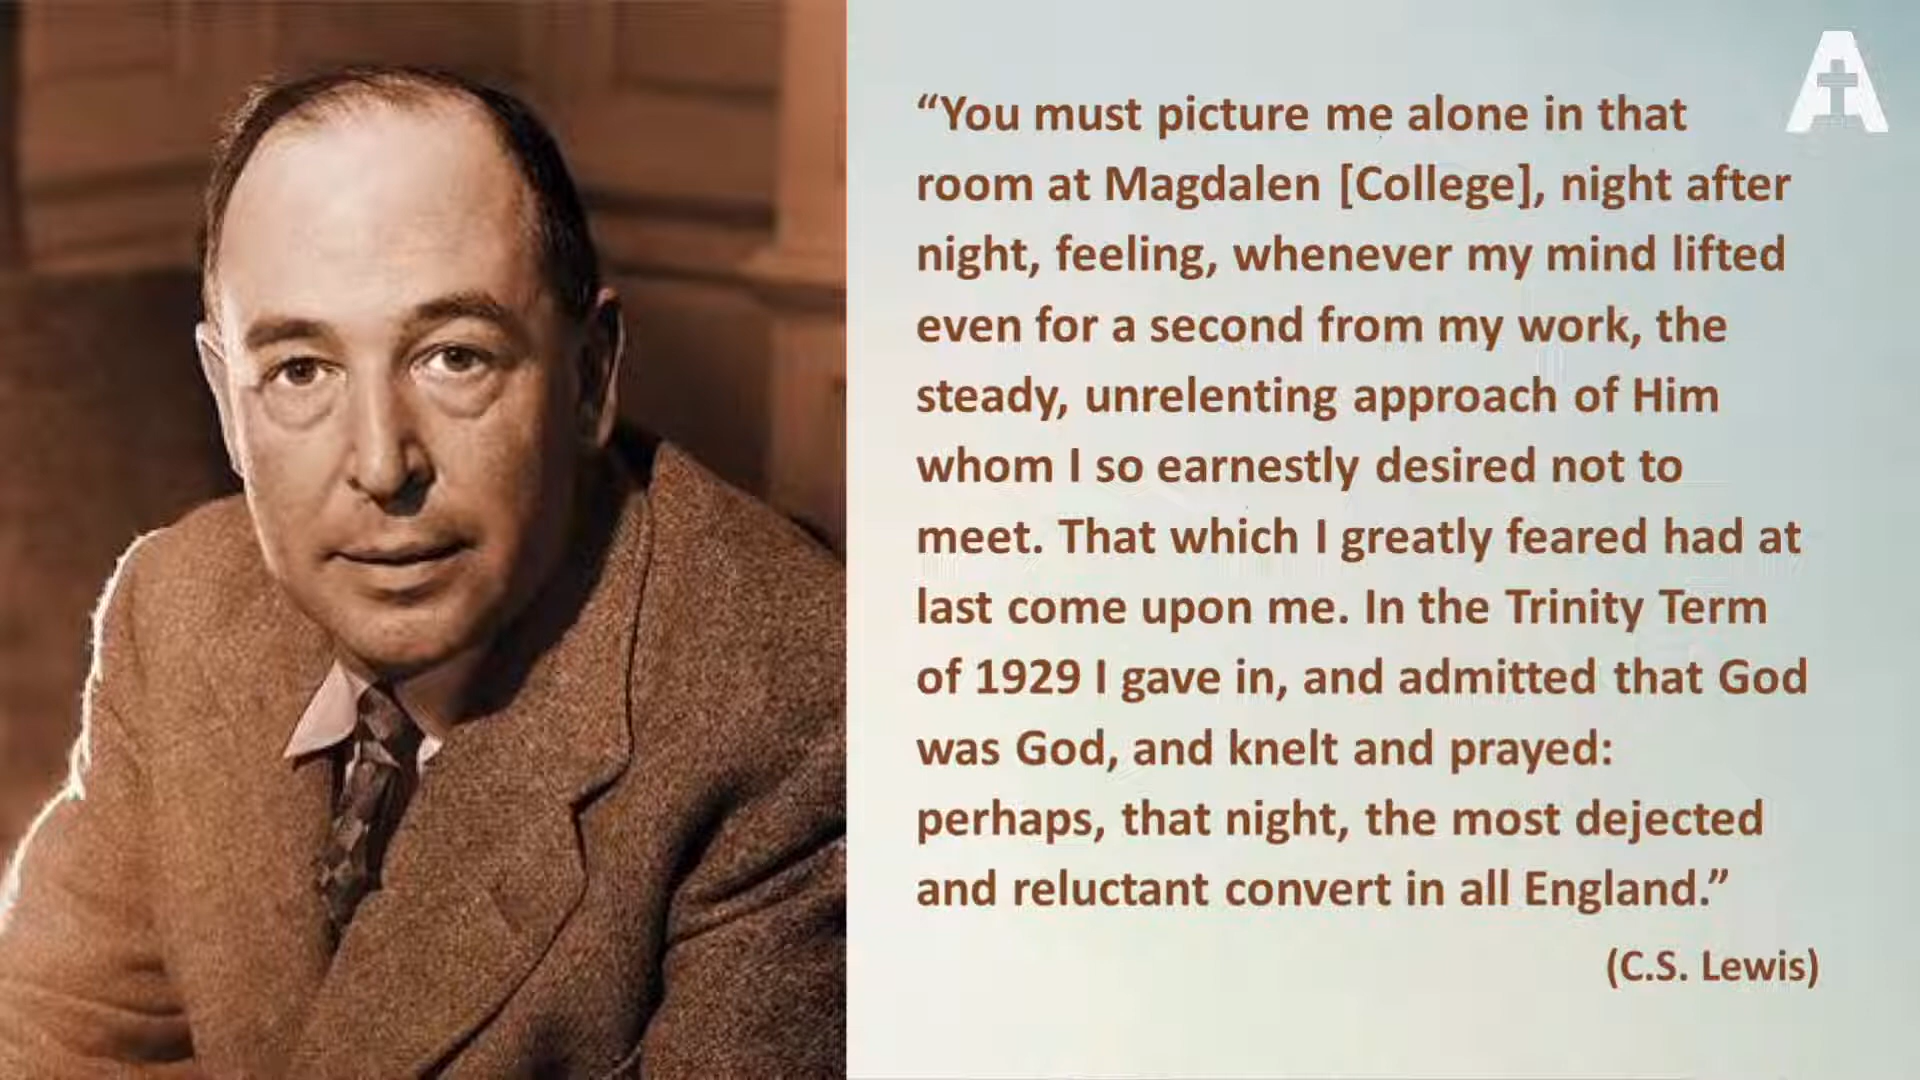 “You must picture me alone in that
room at Magdalen [College], night after
night, feeling, whenever my mind lifted
even for a second from my work, the
steady, unrelenting approach of Him
whom I so earnestly desired not to
meet. That which I greatly feared had at
last come upon me. In the Trinity Term
of 1929 I gave in, and admitted that God
was God, and knelt and prayed:
perhaps, that night, the most dejected
and reluctant convert in all England.”
(C.S. Lewis)
A